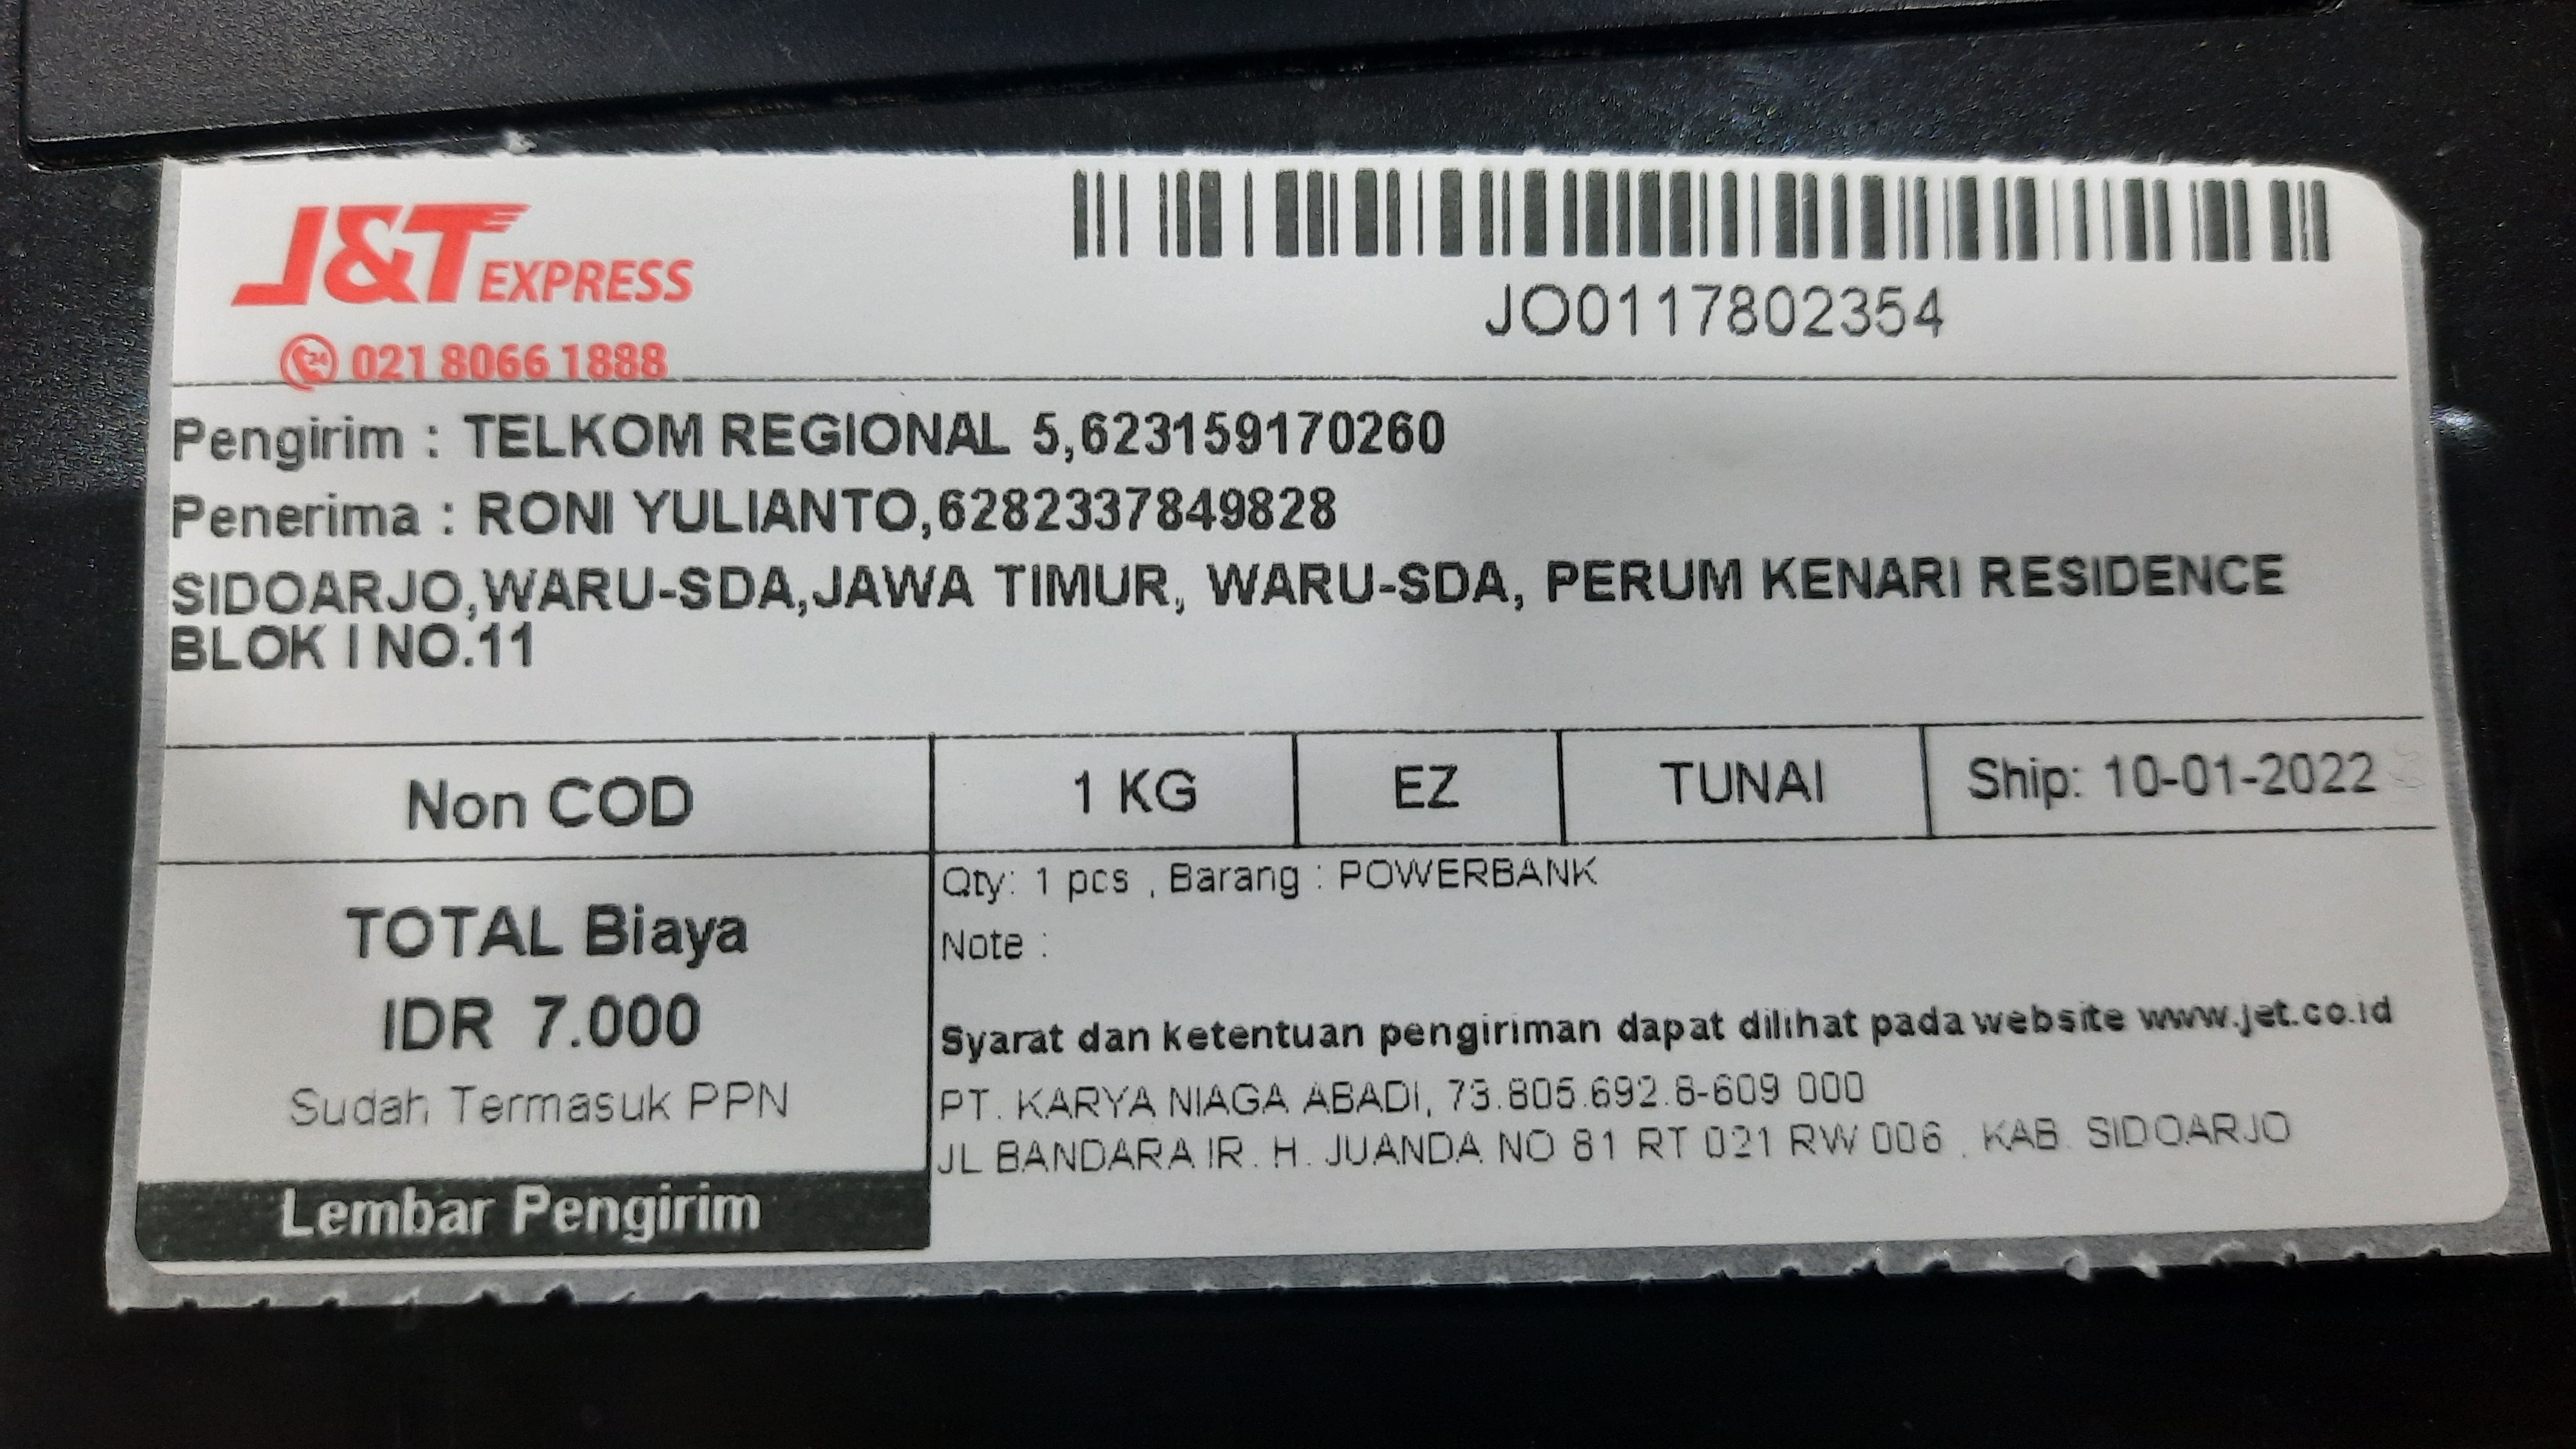 J&T EXPRESS
021 8066 1888
JO0117802354
Pengirim : TELKOM REGIONAL 5,623159170260
Penerima : RONI YULIANTO,6282337849828
SIDOARJO,WARU-SDA,JAWA TIMUR, WARU-SDA, PERUM KENARI RESIDENCE
BLOK I NO.11
Non COD 1 KG EZ TUNAI Ship: 10-01-2022
TOTAL Biaya
IDR 7.000
Sudah Termasuk PPN
Lembar Pengirim
Qty: 1 pcs , Barang : POWERBANK
Note :
Syarat dan ketentuan pengiriman dapat dilihat pada website www.jet.co.id
PT. KARYA NIAGA ABADI, 73.805.692.8-609 000
JL BANDARA IR. H. JUANDA NO 81 RT 021 RW 006 . KAB. SIDOARJO